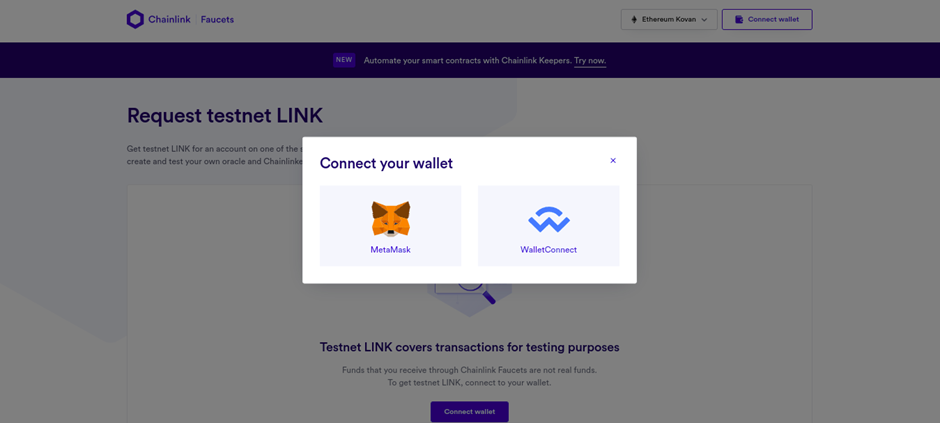 Chainlink Faucets
Ethereum Kovan
Connect wallet
NEW Automate your smart contracts with Chainlink Keepers. Try now.
Request testnet LINK
Get testnet LINK for an account on one of the
create and test your own oracle and Chainlinke
Connect your wallet
×
MetaMask
WalletConnect
Testnet LINK covers transactions for testing purposes
Funds that you receive through Chainlink Faucets are not real funds.
To get testnet LINK, connect to your wallet.
Connect wallet